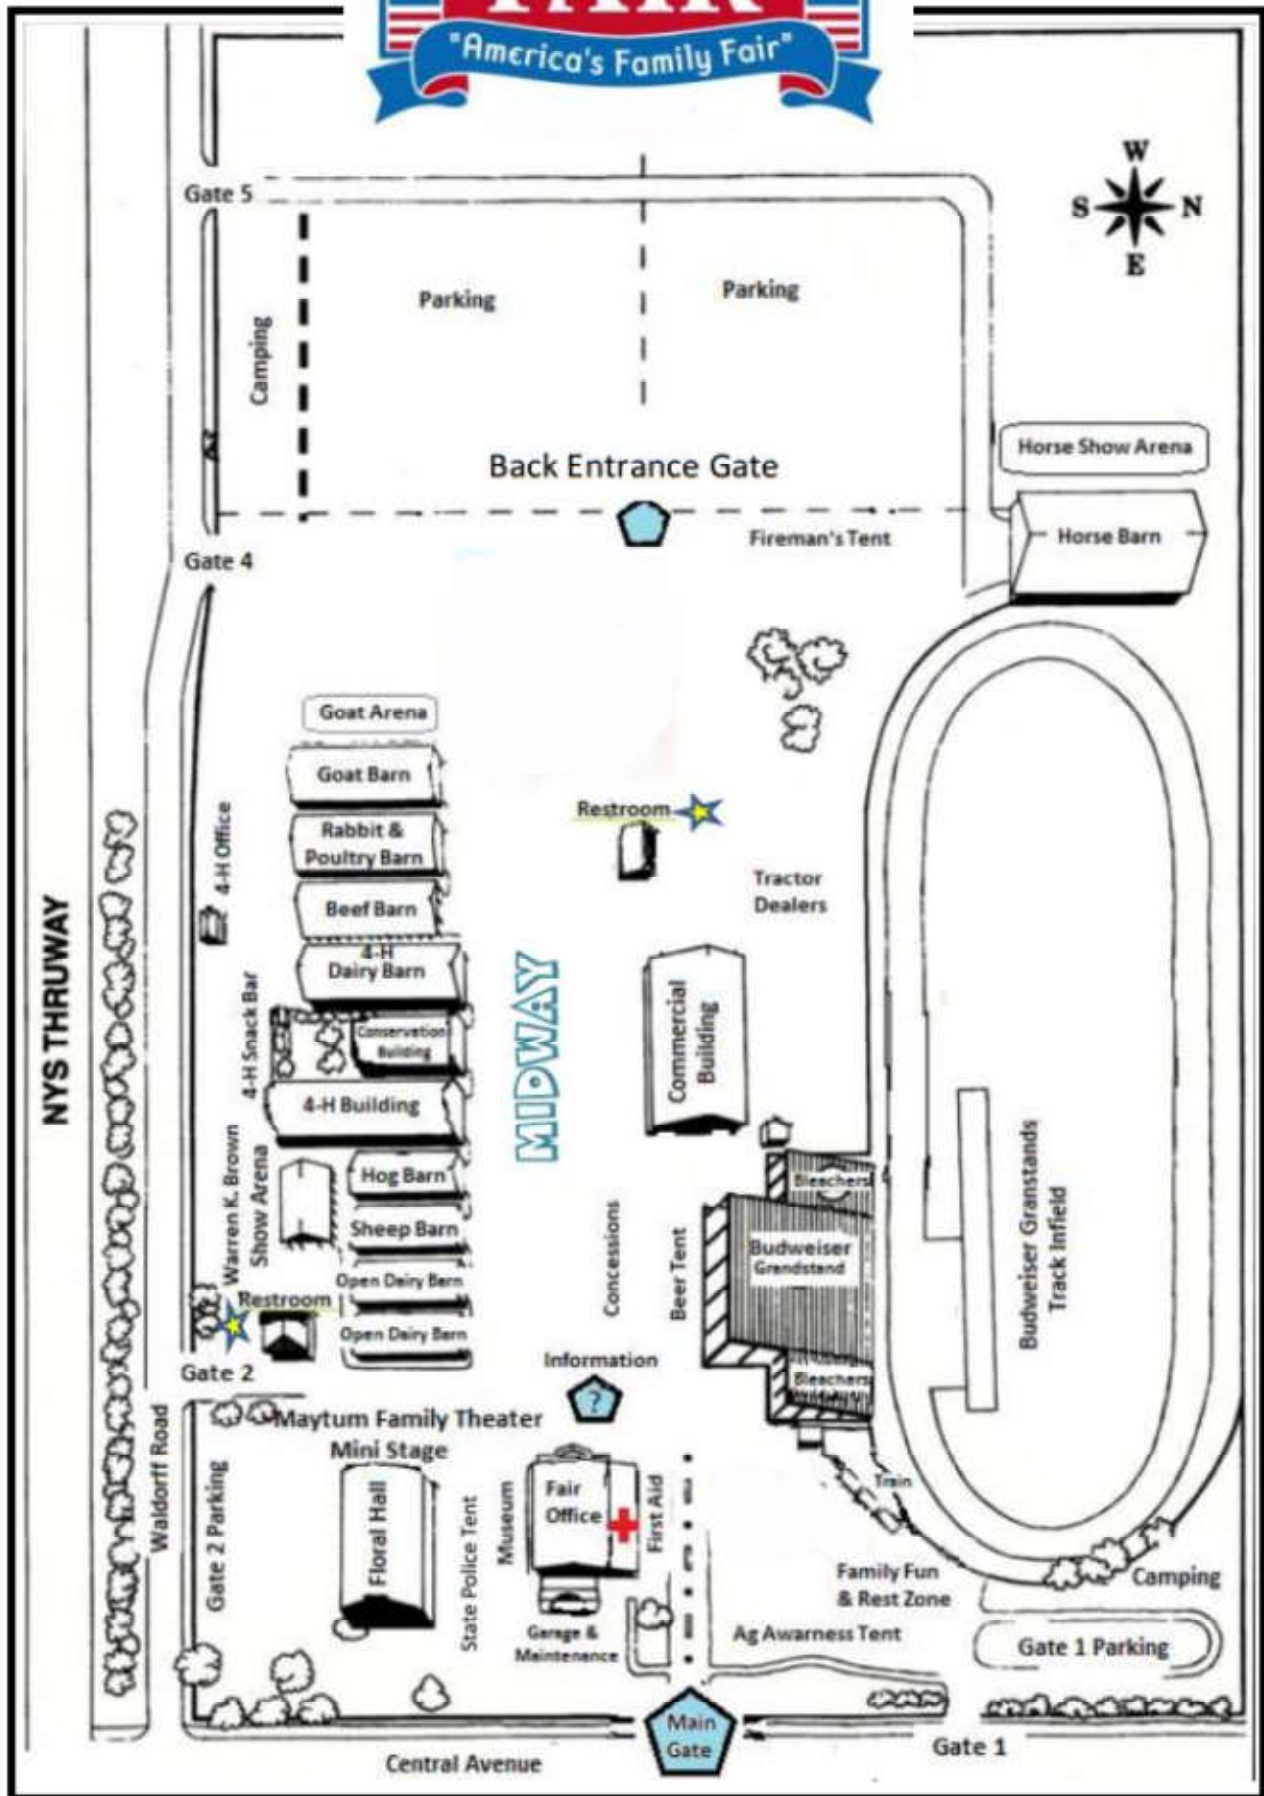 "America's Family Fair"
W
S
N
E
Gate 5
Parking
Parking
Camping
Back Entrance Gate
Horse Show Arena
Horse Barn
Fireman's Tent
Gate 4
Goat Arena
Goat Barn
Rabbit &
Poultry Barn
Beef Barn
4-H
Dairy Barn
4-H Office
Restroom
Tractor
Dealers
NYS THRUWAY
4-H Snack Bar
Conservation
Building
4-H Building
MIDWAY
Commercial
Building
Warren K. Brown
Show Arena
Hog Barn
Sheep Barn
Open Dairy Barn
Open Dairy Barn
Restroom
Concessions
Beer Tent
Bleachers
Budweiser
Grandstand
Bleachers
Budweiser Granstands
Track Infield
Information
?
Gate 2
Maytum Family Theater
Mini Stage
Waldorff Road
Gate 2 Parking
Floral Hall
State Police Tent
Museum
Fair
Office
First Aid
Garage &
Maintenance
Train
Family Fun
& Rest Zone
Ag Awarness Tent
Camping
Gate 1 Parking
Main
Gate
Gate 1
Central Avenue